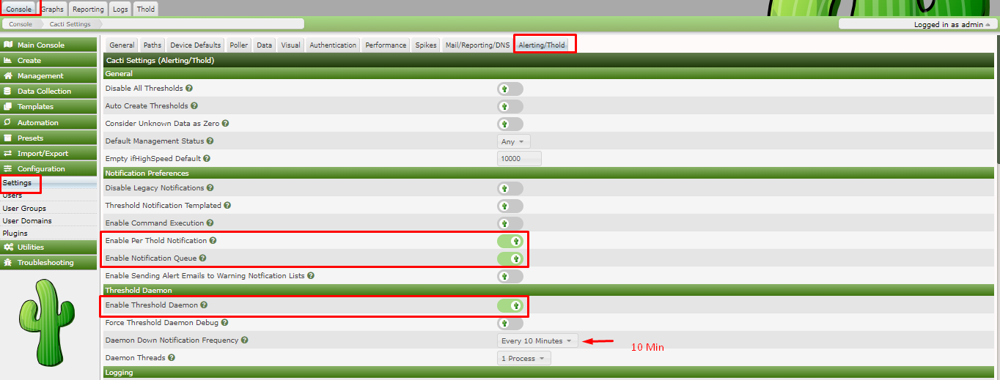 Console Graphs Reporting Logs Thold
Console Cacti Settings Logged in as admin
Main Console
Create
Management
Data Collection
Templates
Automation
Presets
Import/Export
Configuration
Settings
Users
User Groups
User Domains
Plugins
Utilities
Troubleshooting
General Paths Device Defaults Poller Data Visual Authentication Performance Spikes Mail/Reporting/DNS Alerting/Thold
Cacti Settings (Alerting/Thold)
General
Disable All Thresholds ?
Auto Create Thresholds ?
Consider Unknown Data as Zero ?
Default Management Status ? Any
Empty ifHighSpeed Default ? 10000
Notification Preferences
Disable Legacy Notifications ?
Threshold Notification Templated ?
Enable Command Execution ?
Enable Per Thold Notification ?
Enable Notification Queue ?
Enable Sending Alert Emails to Warning Notfication Lists ?
Threshold Daemon
Enable Threshold Daemon ?
Force Threshold Daemon Debug ?
Daemon Down Notification Frequency ? Every 10 Minutes 10 Min
Daemon Threads ? 1 Process
Logging